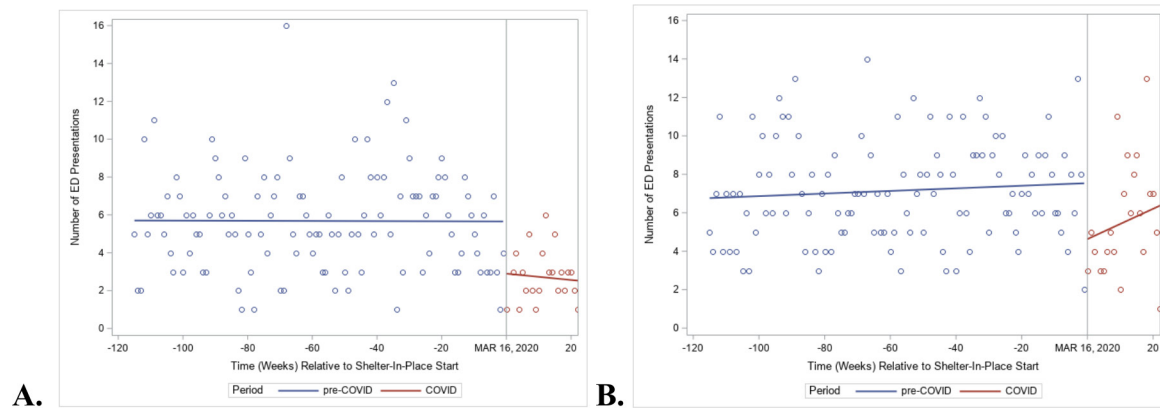 16
14
12
10
8
6
4
2
0
Number of ED Presentations
-120 -100 -80 -60 -40 -20 MAR 16, 2020 20
Time (Weeks) Relative to Shelter-In-Place Start
Period pre-COVID COVID
A.
16
14
12
10
8
6
4
2
0
Number of ED Presentations
-120 -100 -80 -60 -40 -20 MAR 16, 2020 20
Time (Weeks) Relative to Shelter-In-Place Start
Period pre-COVID COVID
B.